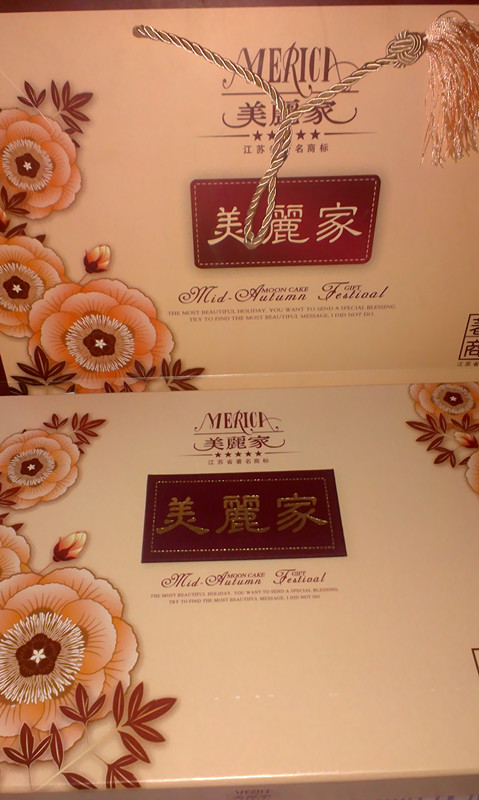 MERICA
美麗家
★★★★★
江苏 名商标
美麗家
MOON CAKE GIFT
Mid-Autumn Festival
THE MOST BEAUTIFUL HOLIDAY, YOU WANT TO SEND A SPECIAL BLESSING,
TRY TO FIND THE MOST BEAUTIFUL MESSAGE, I DID NOT DO.
商
江苏省
MERICA
美麗家
★★★★★
江苏省著名商标
美麗家
MOON CAKE GIFT
Mid-Autumn Festival
THE MOST BEAUTIFUL HOLIDAY, YOU WANT TO SEND A SPECIAL BLESSING,
TRY TO FIND THE MOST BEAUTIFUL MESSAGE, I DID NOT DO.
MERICA